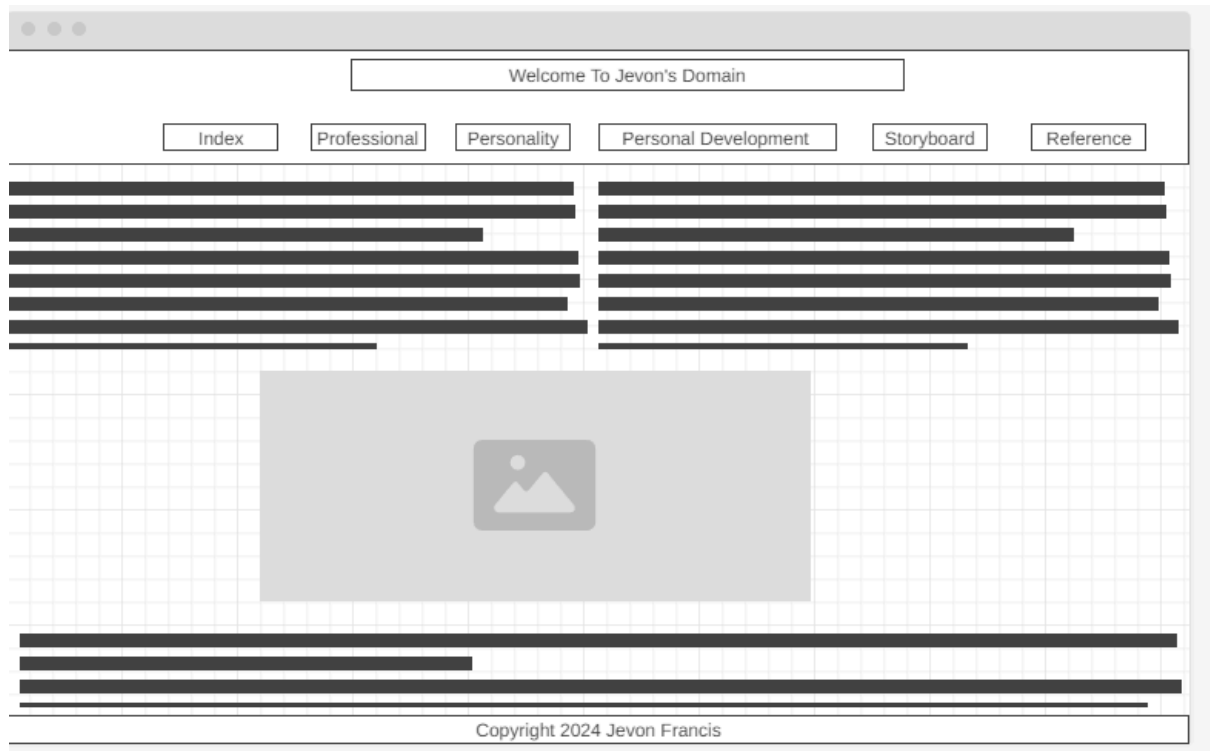 Welcome To Jevon's Domain
Index Professional Personality Personal Development Storyboard Reference
Copyright 2024 Jevon Francis